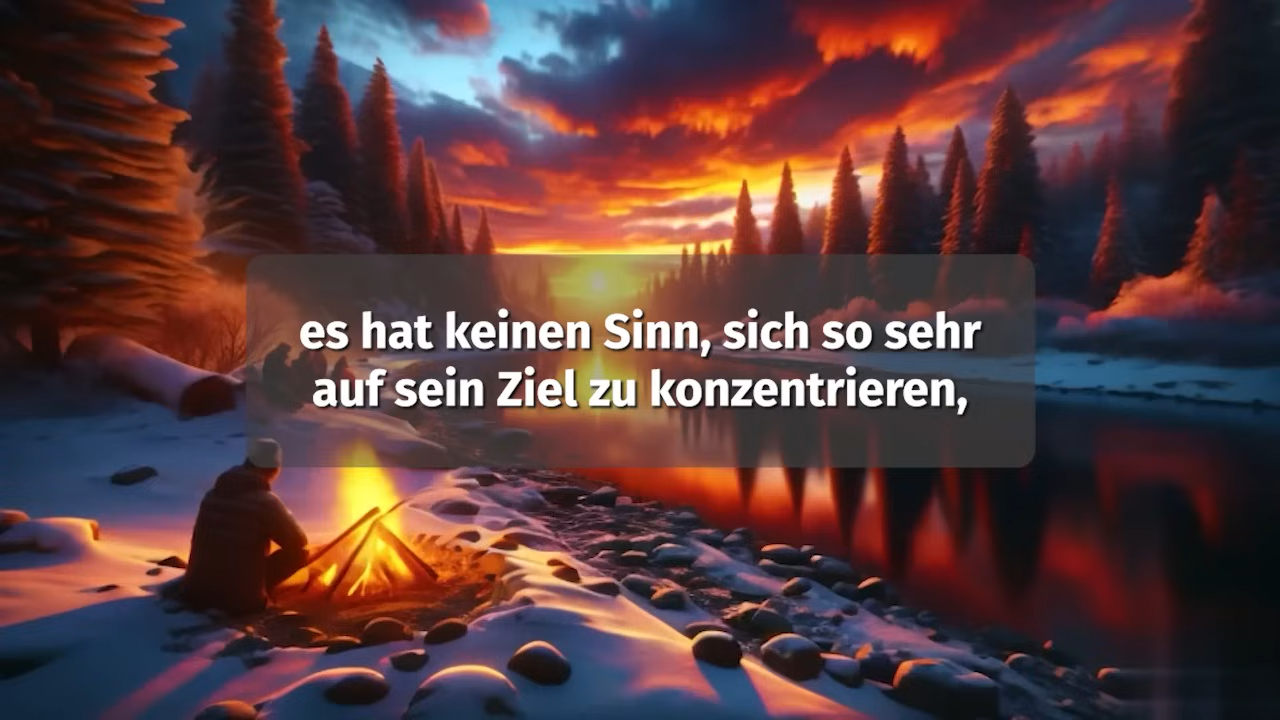 es hat keinen Sinn, sich so sehr
auf sein Ziel zu konzentrieren,